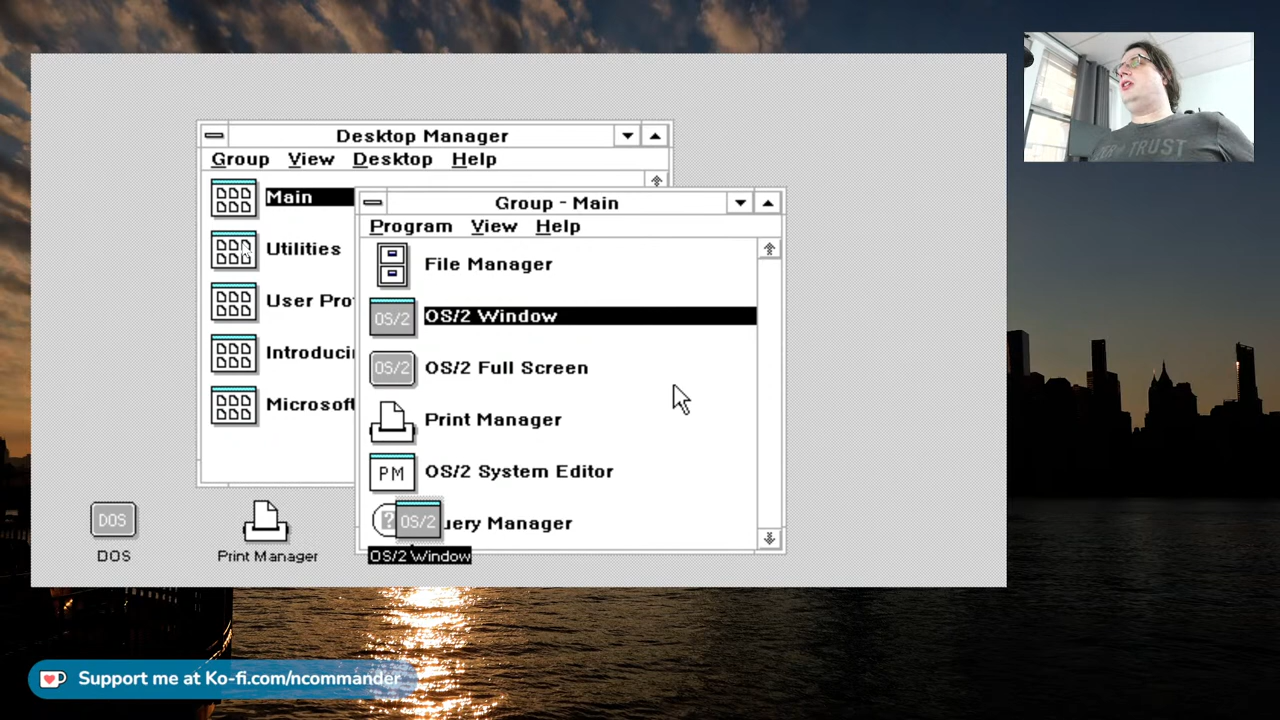 Desktop Manager
Group View Desktop Help
Main
Utilities
User Pro
Introduci
Microsoft
Group - Main
Program View Help
File Manager
OS/2 Window
OS/2
OS/2 Full Screen
OS/2
Print Manager
PM
OS/2 System Editor
?
uery Manager
OS/2
OS/2 Window
DOS
DOS
Print Manager
TRUST
Support me at Ko-fi.com/ncommander